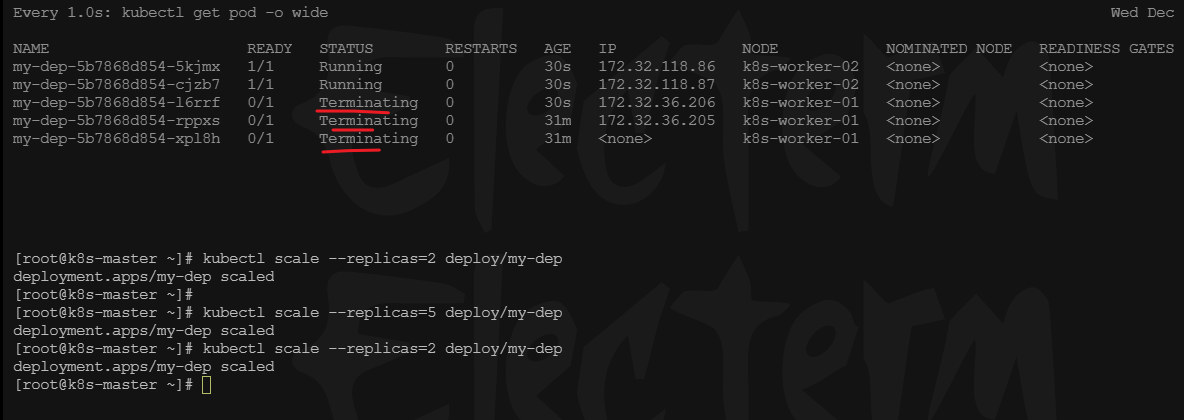 Every 1.0s: kubectl get pod -o wide Wed Dec
NAME READY STATUS RESTARTS AGE IP NODE NOMINATED NODE READINESS GATES
my-dep-5b7868d854-5kjmx 1/1 Running 0 30s 172.32.118.86 k8s-worker-02 <none> <none>
my-dep-5b7868d854-cjzb7 1/1 Running 0 30s 172.32.118.87 k8s-worker-02 <none> <none>
my-dep-5b7868d854-l6rrf 0/1 Terminating 0 30s 172.32.36.206 k8s-worker-01 <none> <none>
my-dep-5b7868d854-rppxs 0/1 Terminating 0 31m 172.32.36.205 k8s-worker-01 <none> <none>
my-dep-5b7868d854-xpl8h 0/1 Terminating 0 31m <none> k8s-worker-01 <none> <none>
Electerm
[root@k8s-master ~]# kubectl scale --replicas=2 deploy/my-dep
deployment.apps/my-dep scaled
[root@k8s-master ~]#
[root@k8s-master ~]# kubectl scale --replicas=5 deploy/my-dep
deployment.apps/my-dep scaled
[root@k8s-master ~]# kubectl scale --replicas=2 deploy/my-dep
deployment.apps/my-dep scaled
[root@k8s-master ~]#
Electerm